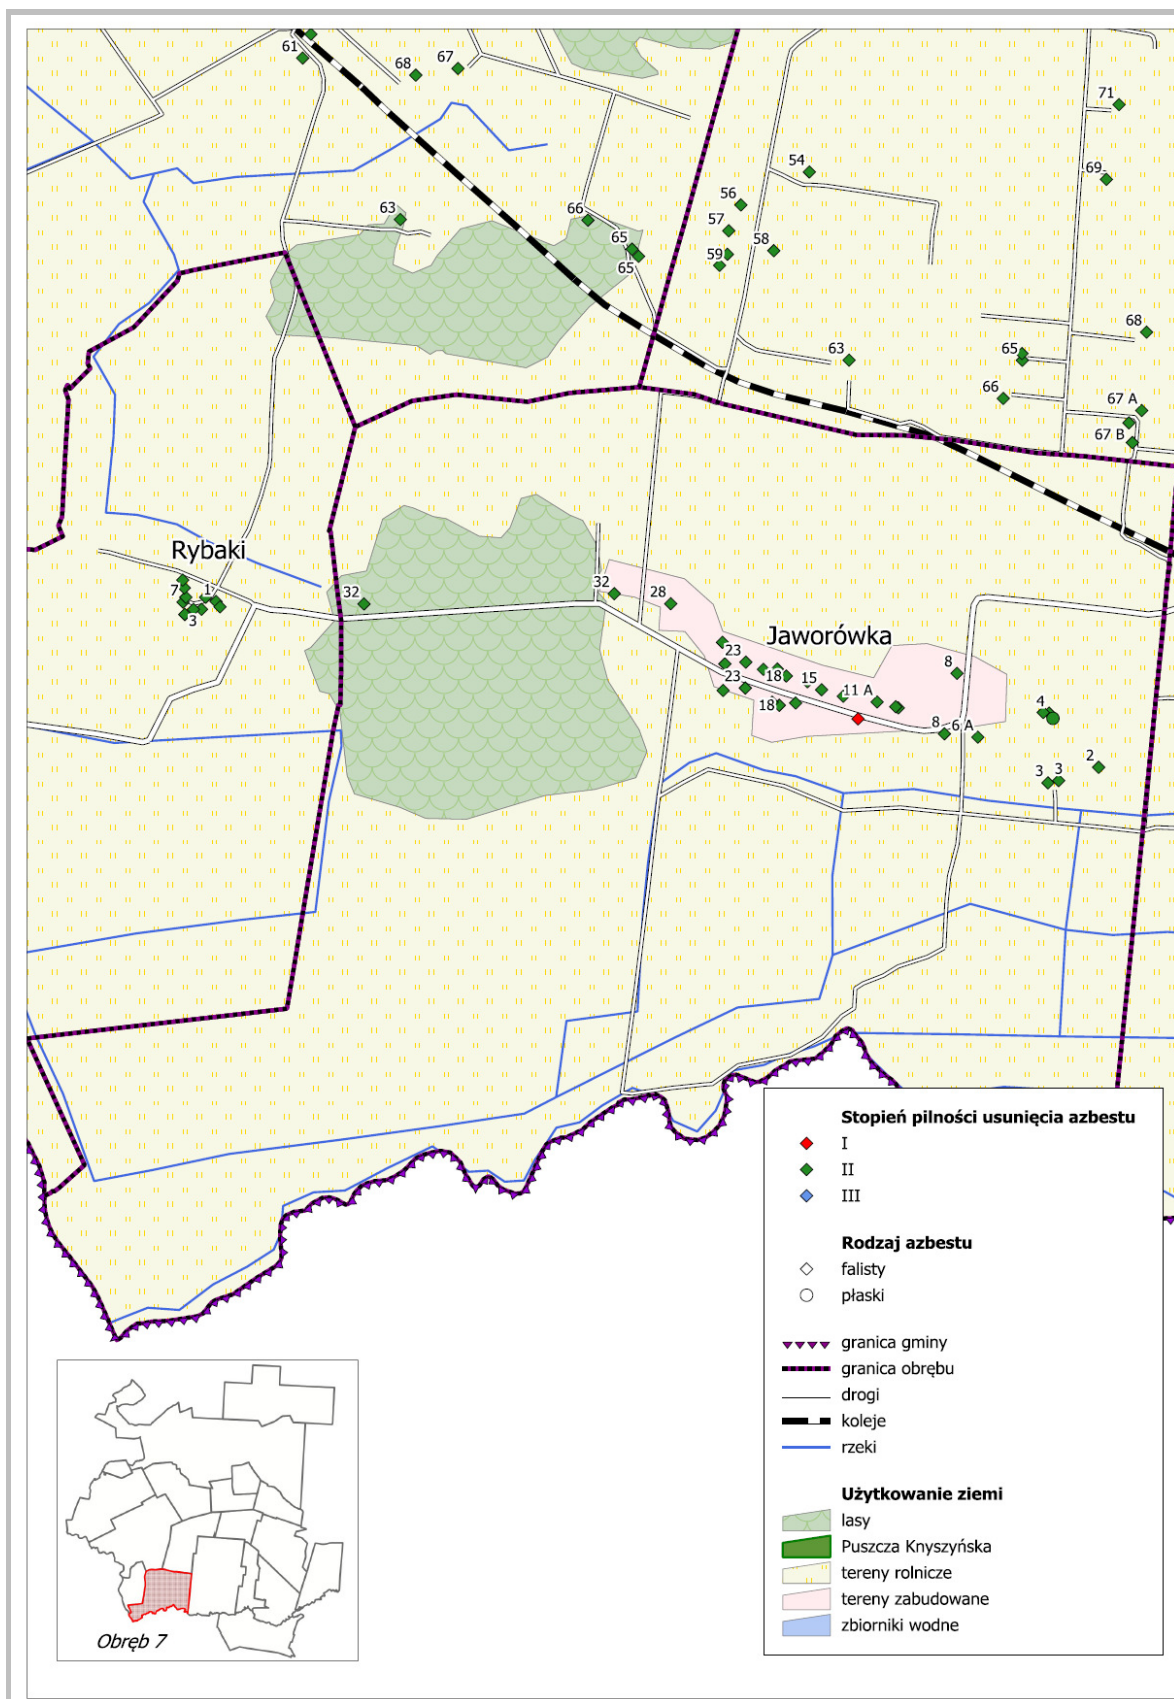 61
68
67
71
54
69
56
63
66
57
65
58
59
65
68
63
65
66
67 A
67 B
Rybaki
7
1
3
32
32
28
Jaworówka
23
8
18
15
23
11 A
18
4
8
6 A
2
3
3
Stopień pilności usunięcia azbestu
I
II
III
Rodzaj azbestu
falisty
płaski
granica gminy
granica obrębu
drogi
koleje
rzeki
Użytkowanie ziemi
lasy
Puszcza Knyszyńska
tereny rolnicze
tereny zabudowane
zbiorniki wodne
Obręb 7